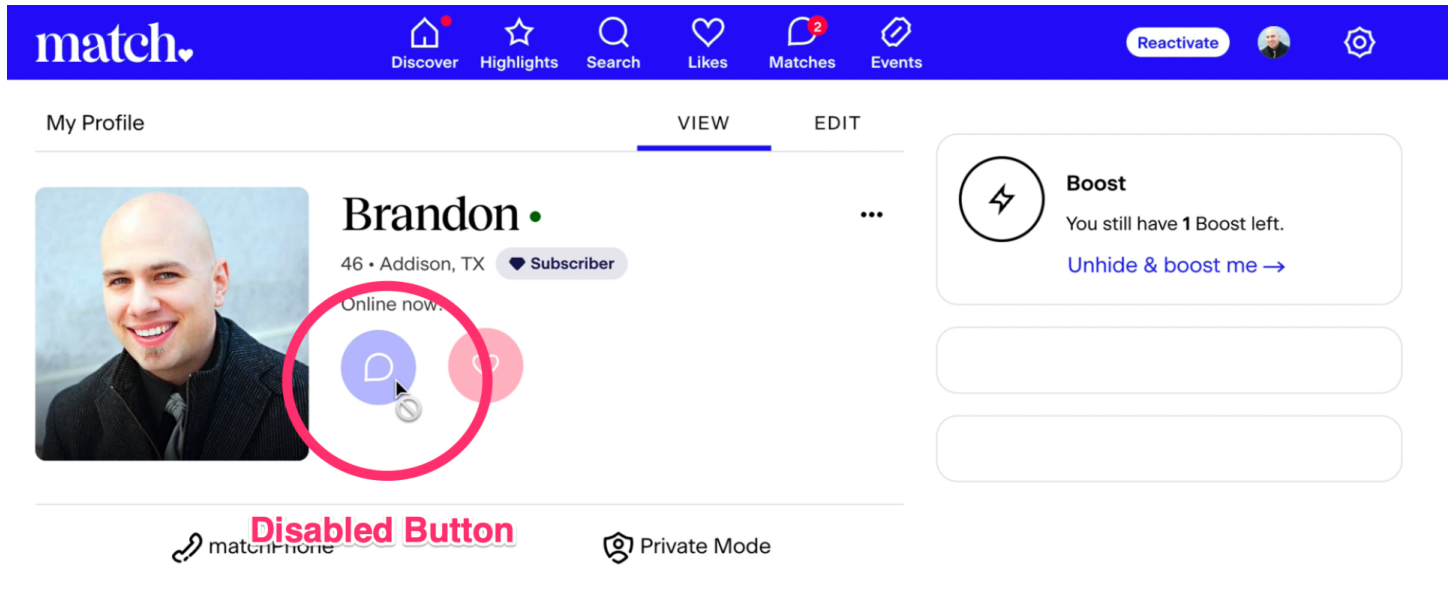 match
Discover
Highlights
Search
Likes
2
Matches
Events
Reactivate
My Profile
VIEW
EDIT
Brandon
46 • Addison, TX
Subscriber
Online now!
Boost
You still have 1 Boost left.
Unhide & boost me →
Disabled Button
matchPhone
Private Mode